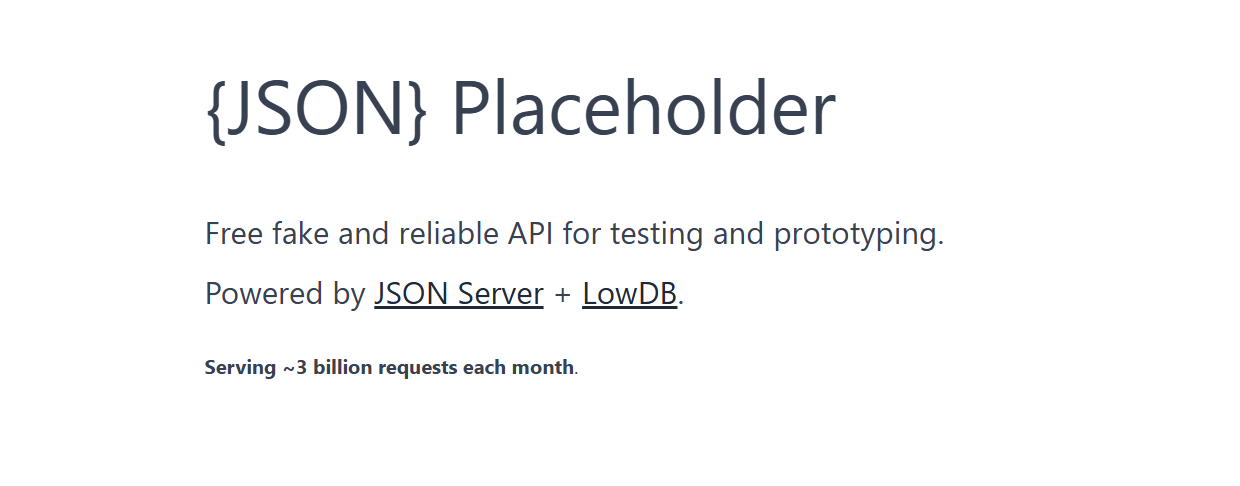 {JSON} Placeholder
Free fake and reliable API for testing and prototyping.
Powered by JSON Server + LowDB.
Serving ~3 billion requests each month.